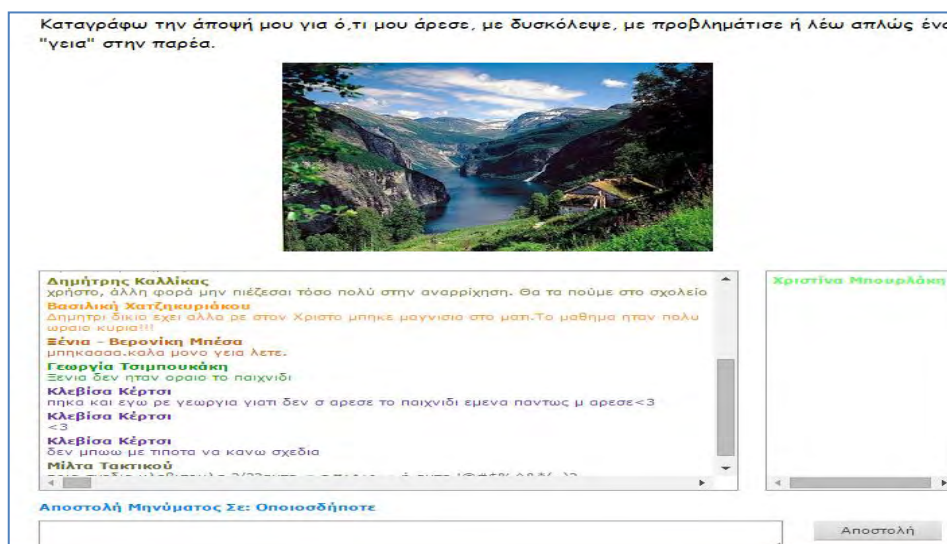 Καταγράφω την άποψή μου για ό,τι μου άρεσε, με δυσκόλεψε, με προβλημάτισε ή λέω απλώς ένα
"γεια" στην παρέα.
Δημήτρης Καλλίκας
χρήστο, άλλη φορά μην πιέζεσαι τόσο πολύ στην αναρρίχηση. Θα τα πούμε στο σχολείο
Βασιλική Χατζηκυριάκου
Δημητρι δικιο εχει αλλα ρε στον Χριστο μπηκε μαγνισια στο ματι.Το μαθημα ηταν πολυ
ωραιο κυρια!!!
Ξένια - Βερονίκη Μπέσα
μπηκαααα.καλα μονο γεια λετε.
Γεωργία Τσιμπουκάκη
Ξενια δεν ηταν οραιο το παιχνιδι
Κλεβίσα Κέρτσι
πηκα και εγω ρε γεωργια γιατι δεν σ αρεσε το παιχνιδι εμενα παντως μ αρεσε<3
Κλεβίσα Κέρτσι
<3
Κλεβίσα Κέρτσι
δεν μπωω με τιποτα να κανω σχεδια
Μίλτα Τακτικού
Χριστίνα Μπουρλάκη
Αποστολή Μηνύματος Σε: Οποιοσδήποτε
Αποστολή